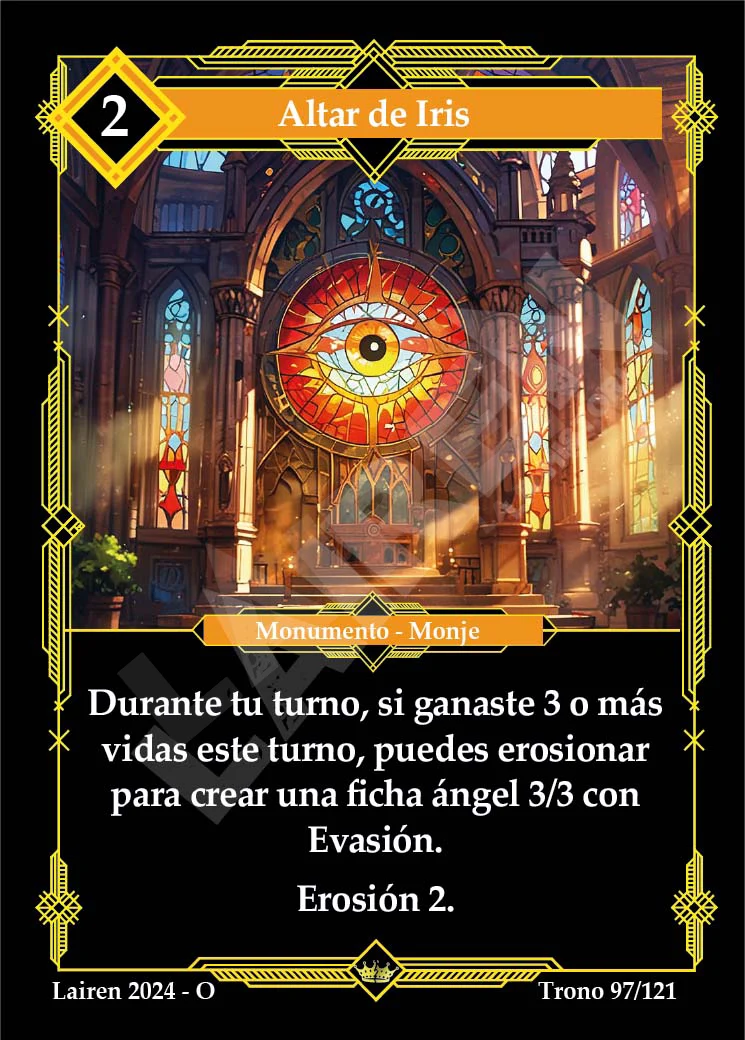 2
Altar de Iris
Monumento - Monje
Durante tu turno, si ganaste 3 o más
vidas este turno, puedes erosionar
para crear una ficha ángel 3/3 con
Evasión.
Erosión 2.
Lairen 2024 - O
Trono 97/121